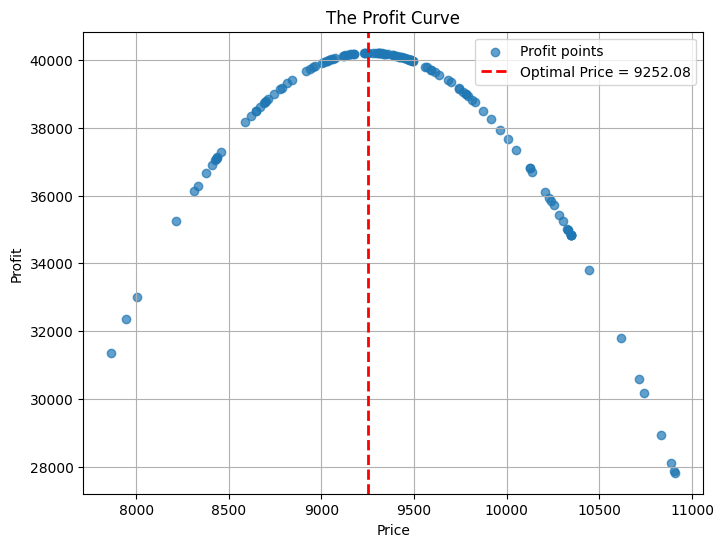 The Profit Curve
Profit points
Optimal Price = 9252.08
Profit
40000
38000
36000
34000
32000
30000
28000
8000 8500 9000 9500 10000 10500 11000
Price